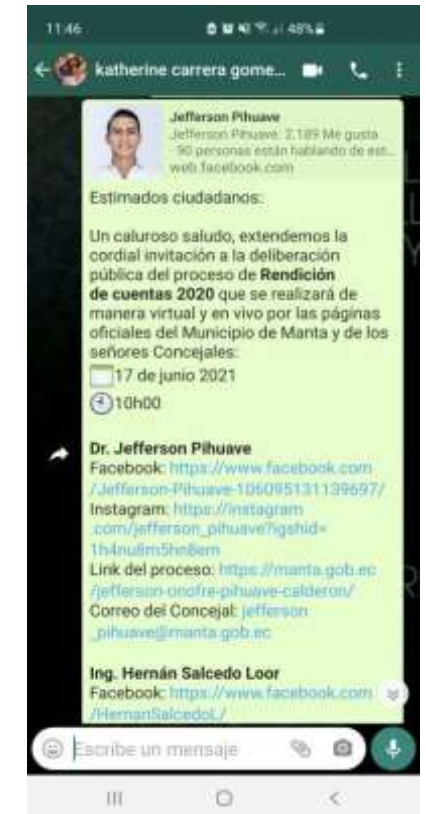 11:46
48%
katherine carrera gome...
Jefferson Pihuave
Jefferson Pihuave. 2.189 Me gusta
· 90 personas están hablando de est...
web.facebook.com
Estimados ciudadanos:
Un caluroso saludo, extendemos la
cordial invitación a la deliberación
pública del proceso de Rendición
de cuentas 2020 que se realizará de
manera virtual y en vivo por las páginas
oficiales del Municipio de Manta y de los
señores Concejales:
17 de junio 2021
10h00
Dr. Jefferson Pihuave
Facebook: https://www.facebook.com
/Jefferson-Pihuave-106095131139697/
Instagram: https://instagram
.com/jefferson_pihuave?igshid=
1h4nu8m5hn8em
Link del proceso: https://manta.gob.ec
/jefferson-onofre-pihuave-calderon/
Correo del Concejal: jefferson
_pihuave@manta.gob.ec
Ing. Hernán Salcedo Loor
Facebook: https://www.facebook.com
/HernanSalcedoL/
Escribe un mensaje